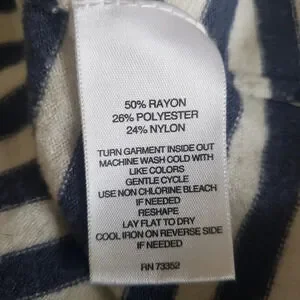 50% RAYON
26% POLYESTER
24% NYLON
TURN GARMENT INSIDE OUT
MACHINE WASH COLD WITH
LIKE COLORS
GENTLE CYCLE
USE NON CHLORINE BLEACH
IF NEEDED
RESHAPE
LAY FLAT TO DRY
COOL IRON ON REVERSE SIDE
IF NEEDED
RN 73352